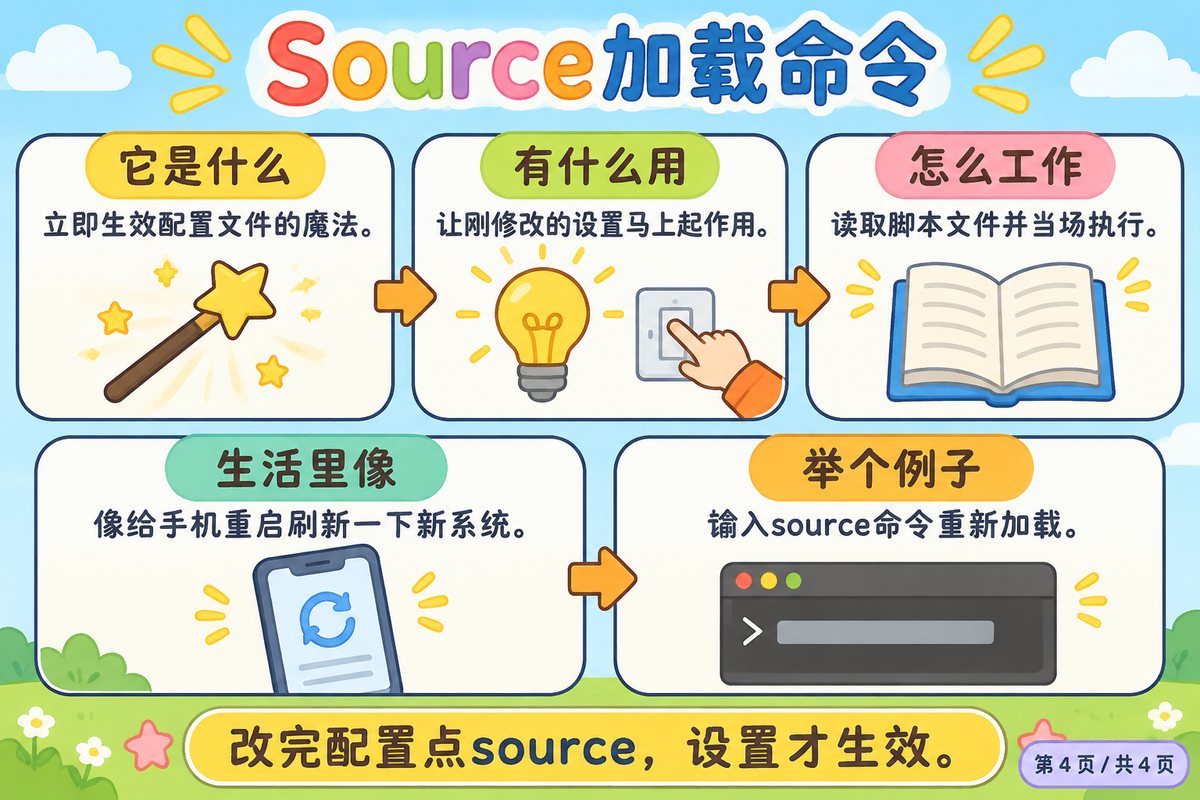 Source加载命令
它是什么
立即生效配置文件的魔法。
有什么用
让刚修改的设置马上起作用。
怎么工作
读取脚本文件并当场执行。
生活里像
像给手机重启刷新一下新系统。
举个例子
输入source命令重新加载。
>
改完配置点source，设置才生效。
第4页/共4页